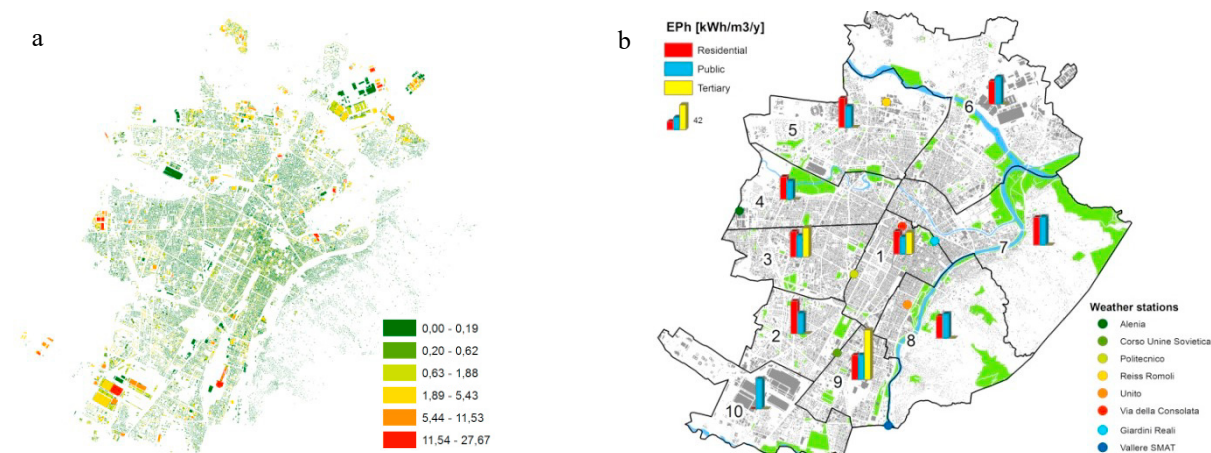 a
0,00 - 0,19
0,20 - 0,62
0,63 - 1,88
1,89 - 5,43
5,44 - 11,53
11,54 - 27,67
b
EPh [kWh/m3/y]
Residential
Public
Tertiary
42
6
5
4
3
1
7
2
8
9
10
Weather stations
Alenia
Corso Unine Sovietica
Politecnico
Reiss Romoli
Unito
Via della Consolata
Giardini Reali
Vallere SMAT